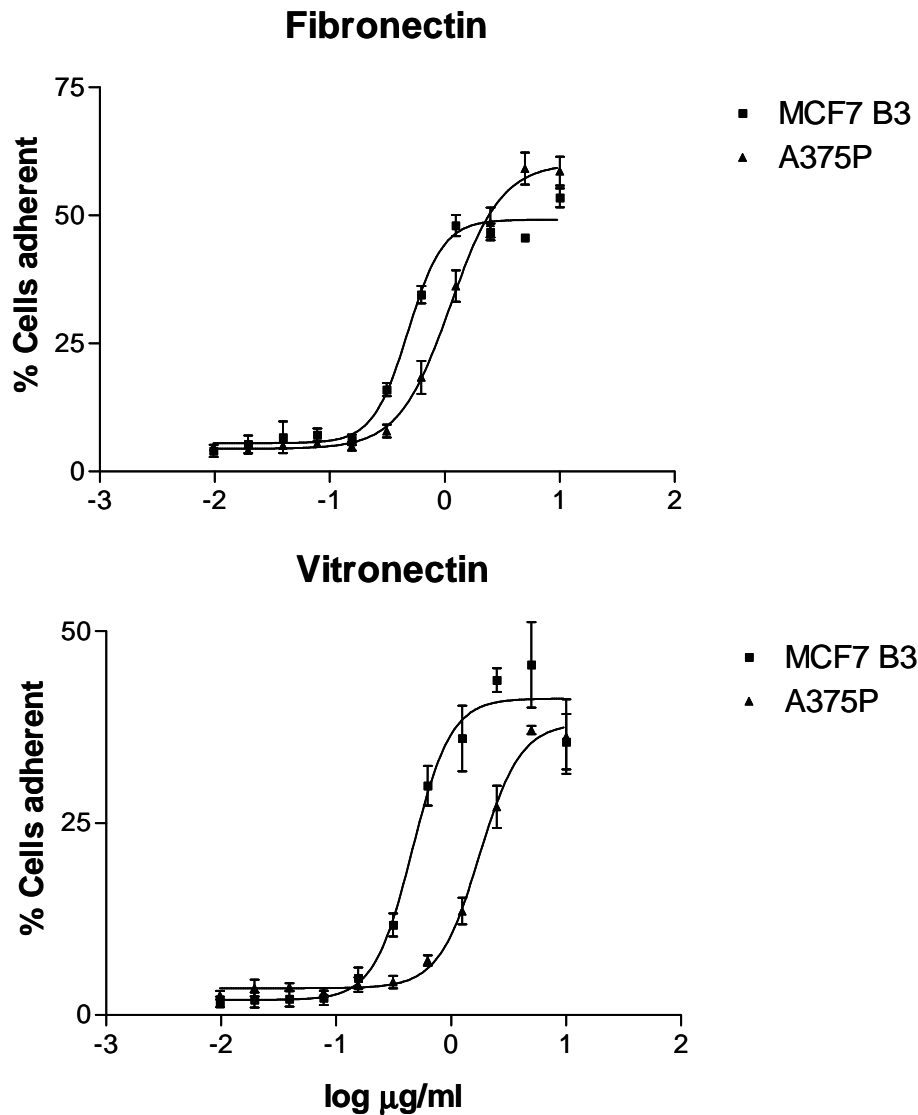 Fibronectin
75
50
25
0
% Cells adherent
-3 -2 -1 0 1 2
MCF7 B3
A375P
Vitronectin
50
25
0
% Cells adherent
-3 -2 -1 0 1 2
log μg/ml
MCF7 B3
A375P